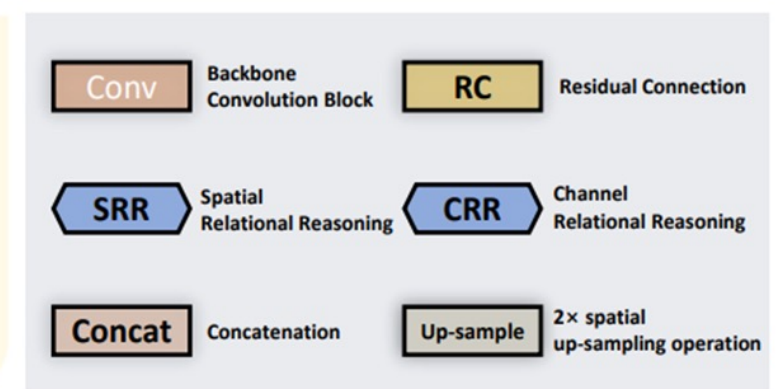 Conv
Backbone
Convolution Block
RC
Residual Connection
SRR
Spatial
Relational Reasoning
CRR
Channel
Relational Reasoning
Concat
Concatenation
Up-sample
2× spatial
up-sampling operation